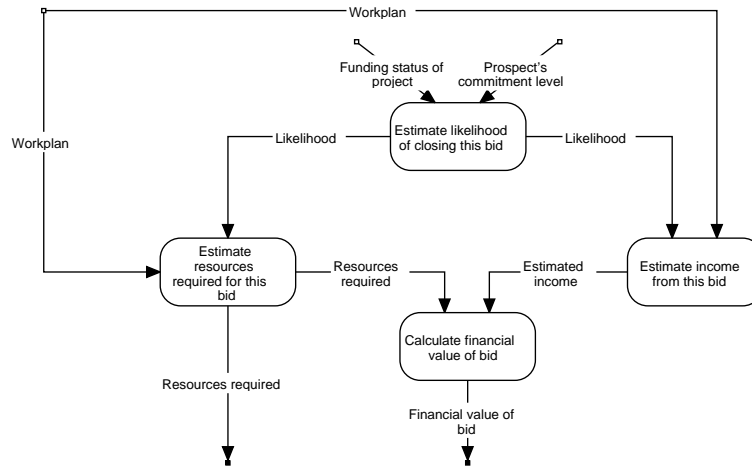 Workplan
Funding status of
project
Prospect's
commitment level
Estimate likelihood
of closing this bid
Likelihood
Likelihood
Workplan
Estimate
resources
required for this
bid
Resources
required
Estimated
income
Estimate income
from this bid
Calculate financial
value of bid
Resources required
Financial value of
bid